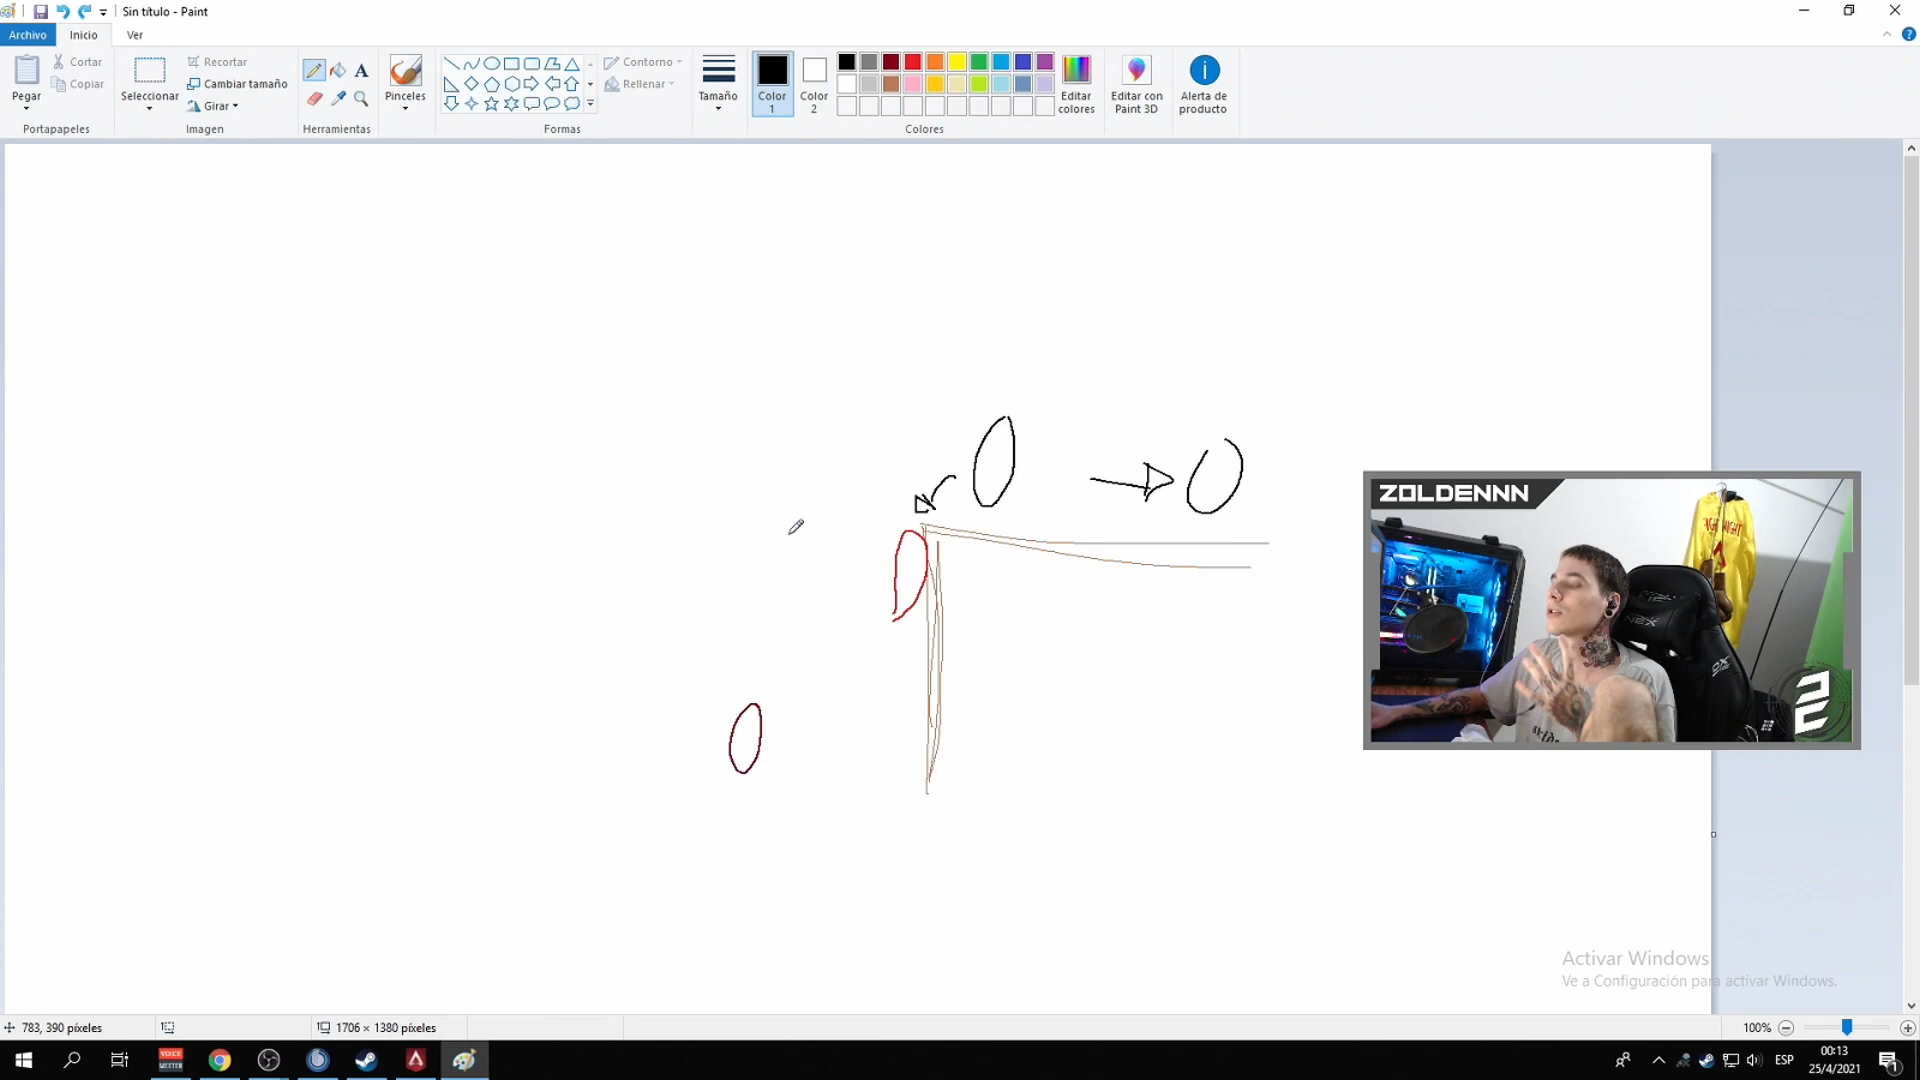 Sin título - Paint
Archivo
Inicio
Ver
Pegar
Cortar
Copiar
Portapapeles
Seleccionar
Recortar
Cambiar tamaño
Girar
Imagen
A
Herramientas
Pinceles
Contorno
Rellenar
Formas
Tamaño
Color 1
Color 2
Editar colores
Colores
Editar con Paint 3D
Alerta de producto
ZOLDENNN
Activar Windows
Ve a Configuración para activar Windows.
783, 390 píxeles
1706 × 1380 píxeles
100%
VOICE MEETER
ESP
00:13
25/4/2021
1